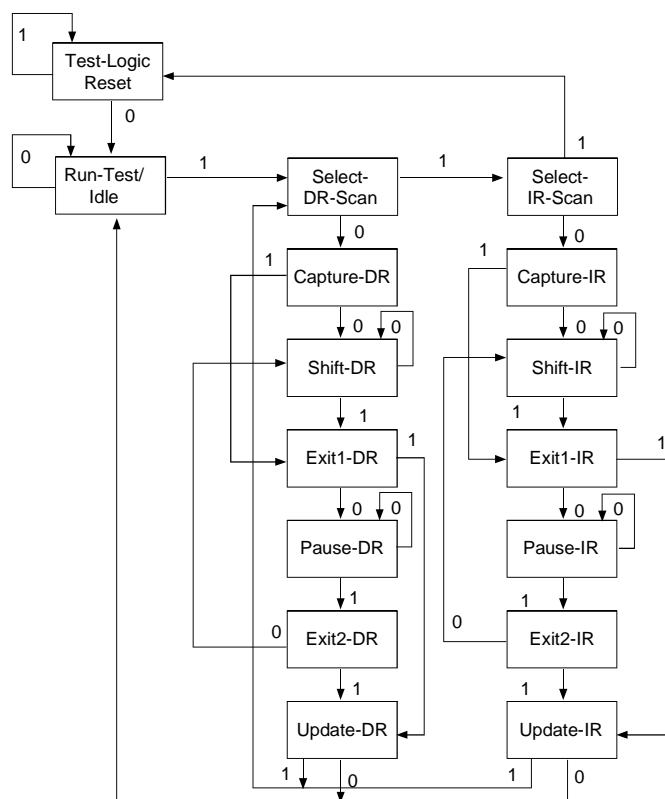 1
Test-Logic
Reset
0
1
0
Run-Test/
Idle
1
Select-
DR-Scan
1
Select-
IR-Scan
0
0
1
Capture-DR
1
Capture-IR
0
0
0
0
Shift-DR
Shift-IR
1
1
1
1
Exit1-DR
Exit1-IR
0
0
0
0
Pause-DR
Pause-IR
1
1
0
Exit2-DR
0
Exit2-IR
1
1
Update-DR
Update-IR
1
0
1
0